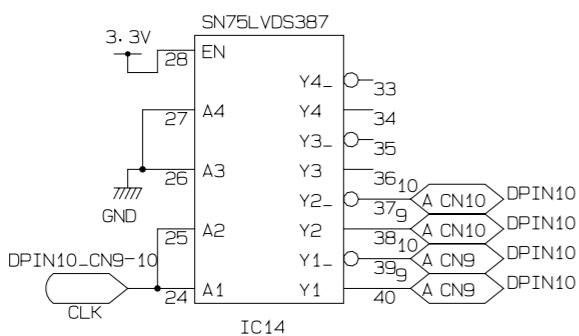 SN75LVDS387
3.3V
28 EN
Y4_ 33
27 A4 Y4 34
Y3_ 35
26 A3 Y3 36
GND
Y2_ 37 10 A CN10 DPIN10
25 A2 Y2 38 9 A CN10 DPIN10
DPIN10_CN9-10
Y1_ 39 10 A CN9 DPIN10
24 A1 Y1 40 9 A CN9 DPIN10
CLK
IC14